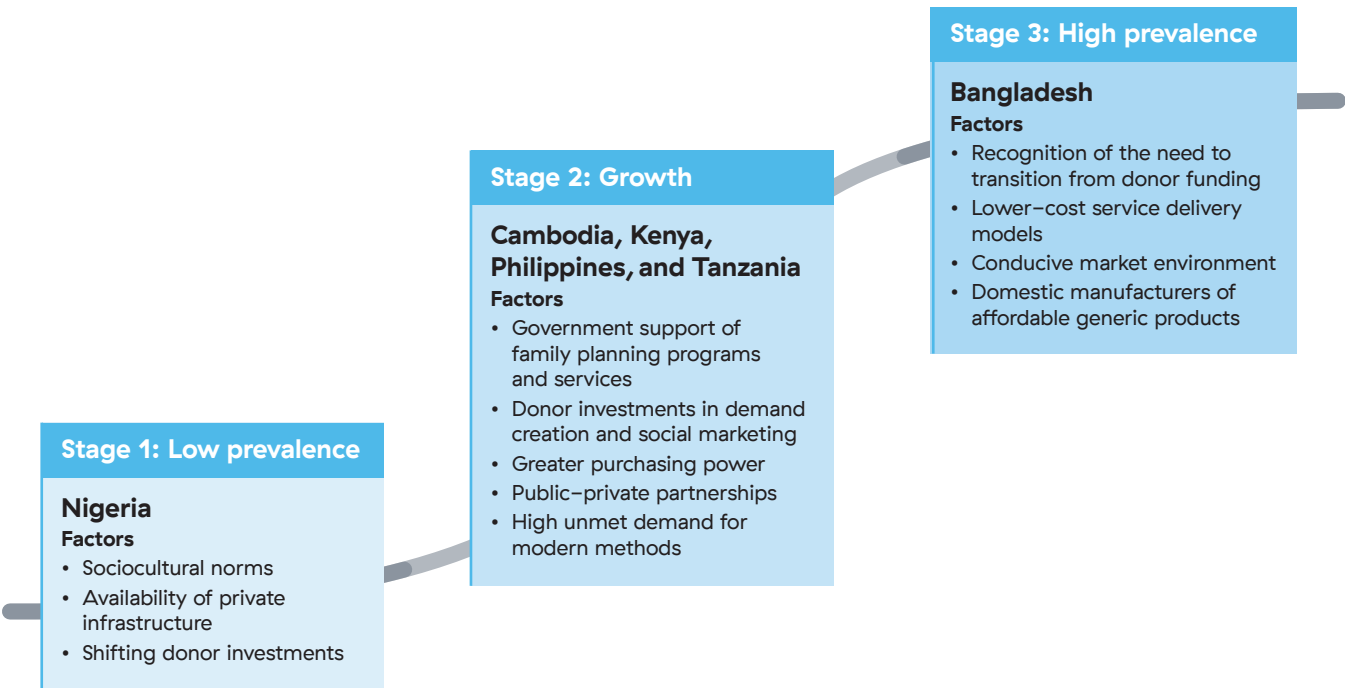 Stage 3: High prevalence
Bangladesh
Factors
• Recognition of the need to
transition from donor funding
• Lower-cost service delivery
models
• Conducive market environment
• Domestic manufacturers of
affordable generic products
Stage 2: Growth
Cambodia, Kenya,
Philippines, and Tanzania
Factors
• Government support of
family planning programs
and services
• Donor investments in demand
creation and social marketing
• Greater purchasing power
• Public–private partnerships
• High unmet demand for
modern methods
Stage 1: Low prevalence
Nigeria
Factors
• Sociocultural norms
• Availability of private
infrastructure
• Shifting donor investments